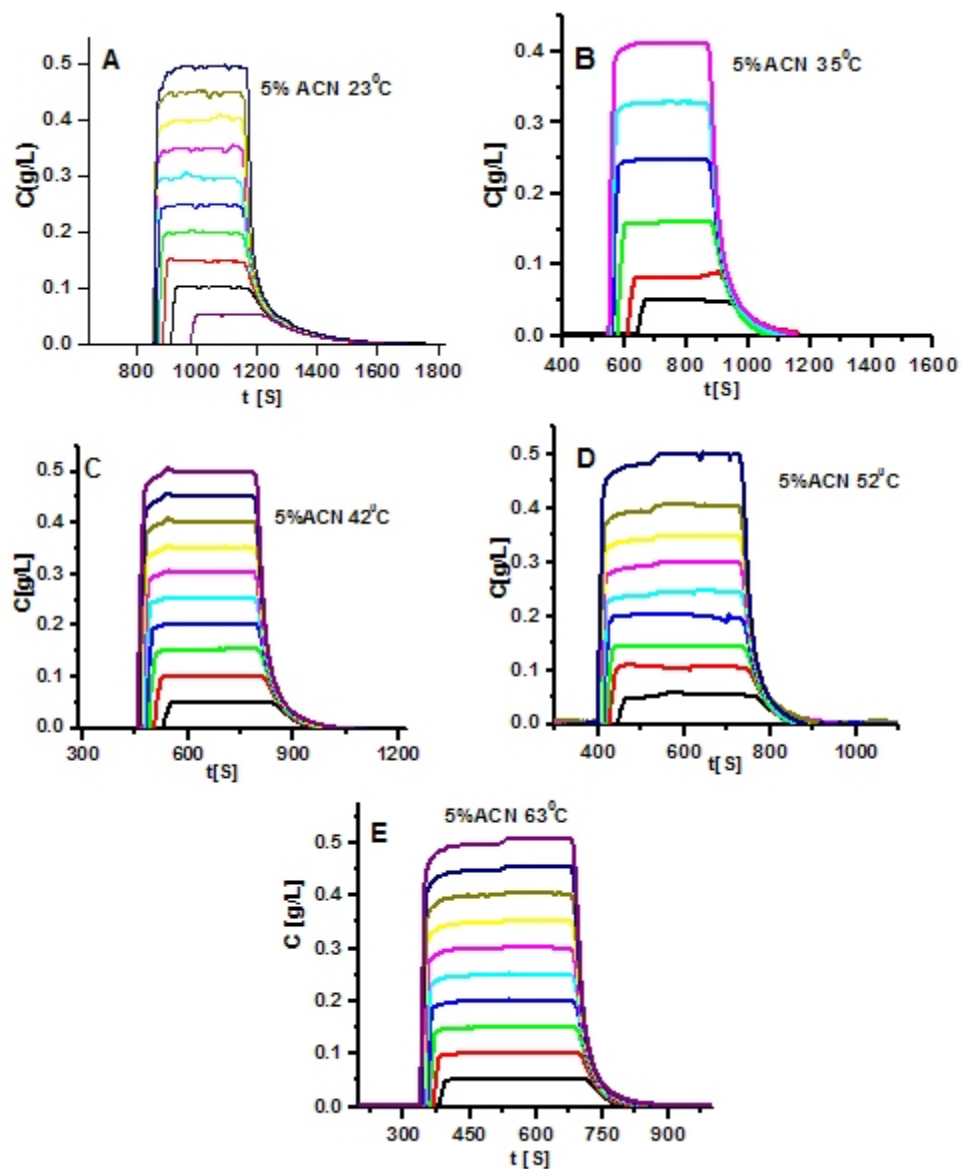 A
5% ACN 23⁰C
C(g/L)
0.5
0.4
0.3
0.2
0.1
0.0
800 1000 1200 1400 1600 1800
t [S]
B
5%ACN 35⁰C
C[g/L]
0.4
0.3
0.2
0.1
0.0
400 600 800 1000 1200 1400 1600
t[S]
C
5%ACN 42⁰C
C[g/L]
0.5
0.4
0.3
0.2
0.1
0.0
300 600 900 1200
t[S]
D
5%ACN 52⁰C
C[g/L]
0.5
0.4
0.3
0.2
0.1
0.0
400 600 800 1000
t[S]
E
5%ACN 63⁰C
C [g/L]
0.5
0.4
0.3
0.2
0.1
0.0
300 450 600 750 900
t [S]